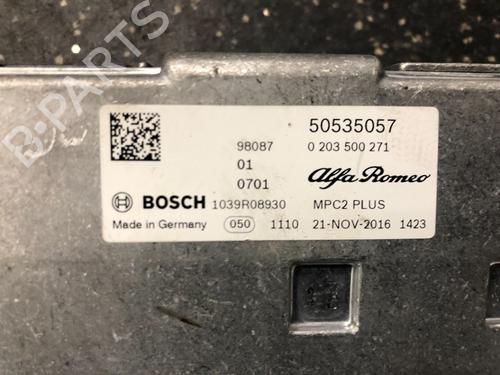 50535057
98087 0 203 500 271
01
0701 Alfa Romeo
BOSCH 1039R08930 MPC2 PLUS
Made in Germany 050 1110 21-NOV-2016 1423
B-PARTS